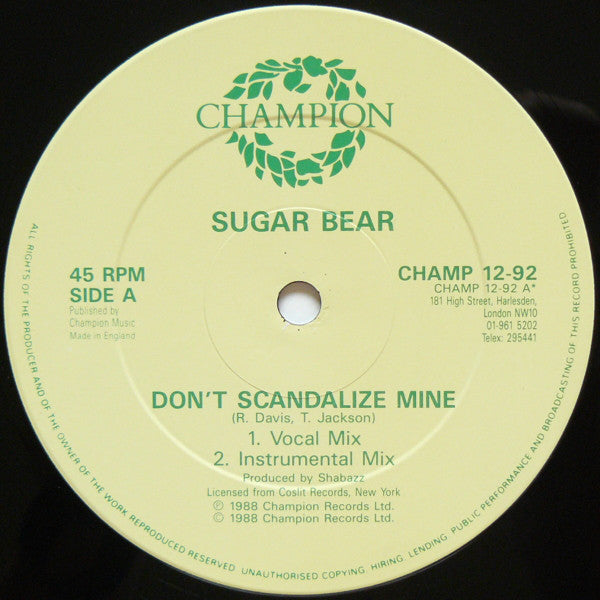 CHAMPION
SUGAR BEAR
45 RPM
SIDE A
Published by
Champion Music
Made in England
CHAMP 12-92
CHAMP 12-92 A*
181 High Street, Harlesden,
London NW10
01-961 5202
Telex: 295441
DON'T SCANDALIZE MINE
(R. Davis, T. Jackson)
1. Vocal Mix
2. Instrumental Mix
Produced by Shabazz
Licensed from Coslit Records, New York
℗ 1988 Champion Records Ltd.
© 1988 Champion Records Ltd.
ALL RIGHTS OF THE PRODUCER AND OF THE OWNER OF THE WORK REPRODUCED RESERVED. UNAUTHORISED COPYING, HIRING, LENDING, PUBLIC PERFORMANCE AND BROADCASTING OF THIS RECORD PROHIBITED